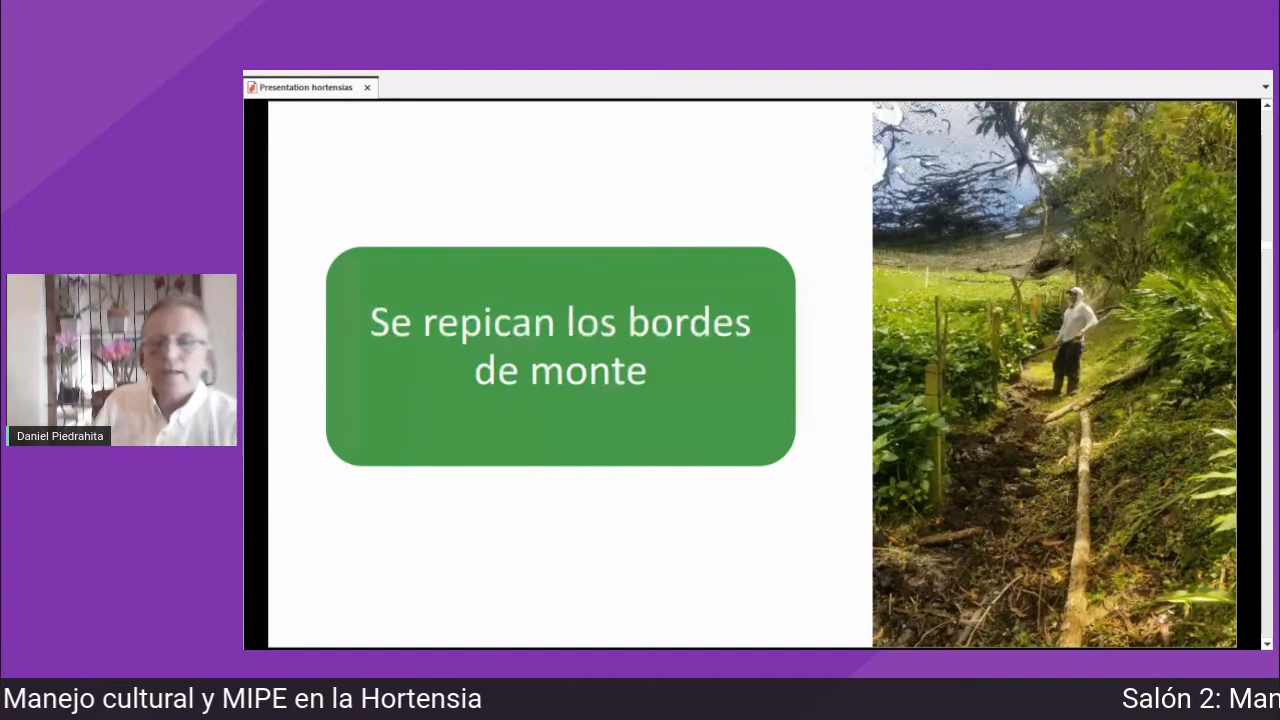 Presentation hortensias
Se repican los bordes
de monte
Daniel Piedrahita
Manejo cultural y MIPE en la Hortensia
Salón 2: Man